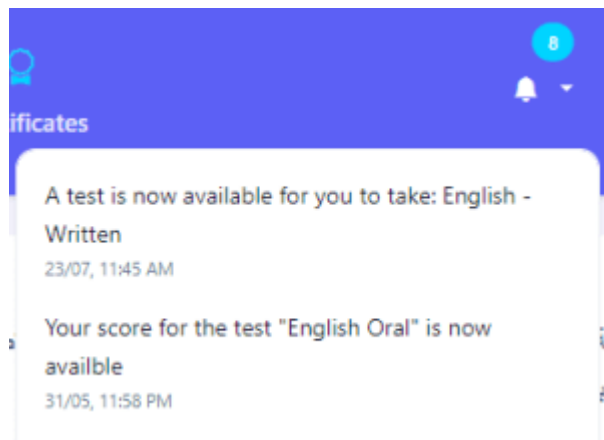 8
ificates
A test is now available for you to take: English -
Written
23/07, 11:45 AM
Your score for the test "English Oral" is now
availble
31/05, 11:58 PM